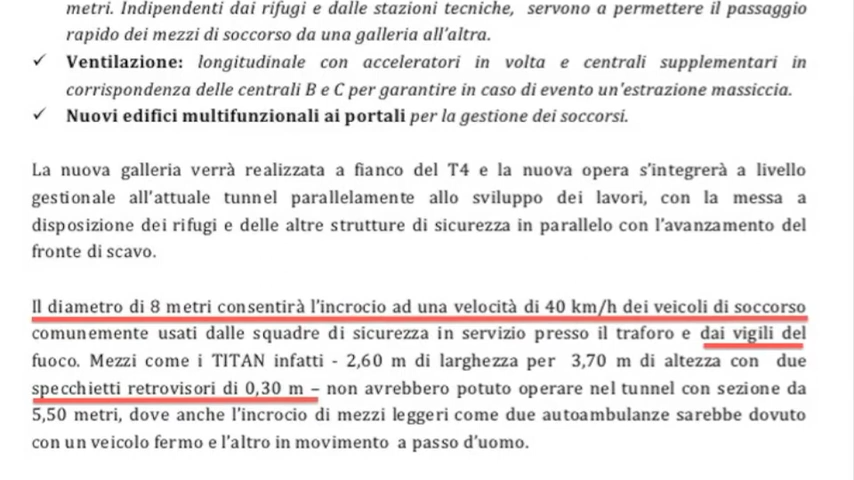 metri. Indipendenti dai rifugi e dalle stazioni tecniche, servono a permettere il passaggio
rapido dei mezzi di soccorso da una galleria all'altra.
✓ Ventilazione: longitudinale con acceleratori in volta e centrali supplementari in
corrispondenza delle centrali B e C per garantire in caso di evento un'estrazione massiccia.
✓ Nuovi edifici multifunzionali ai portali per la gestione dei soccorsi.
La nuova galleria verrà realizzata a fianco del T4 e la nuova opera s'integrerà a livello
gestionale all'attuale tunnel parallelamente allo sviluppo dei lavori, con la messa a
disposizione dei rifugi e delle altre strutture di sicurezza in parallelo con l'avanzamento del
fronte di scavo.
Il diametro di 8 metri consentirà l'incrocio ad una velocità di 40 km/h dei veicoli di soccorso
comunemente usati dalle squadre di sicurezza in servizio presso il traforo e dai vigili del
fuoco. Mezzi come i TITAN infatti - 2,60 m di larghezza per 3,70 m di altezza con due
specchietti retrovisori di 0,30 m – non avrebbero potuto operare nel tunnel con sezione da
5,50 metri, dove anche l'incrocio di mezzi leggeri come due autoambulanze sarebbe dovuto
con un veicolo fermo e l'altro in movimento a passo d'uomo.